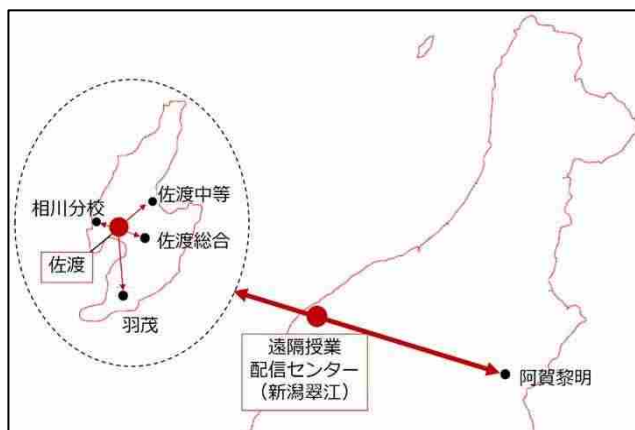 相川分校
佐渡中等
佐渡総合
佐渡
羽茂
遠隔授業
配信センター
（新潟翠江）
阿賀黎明